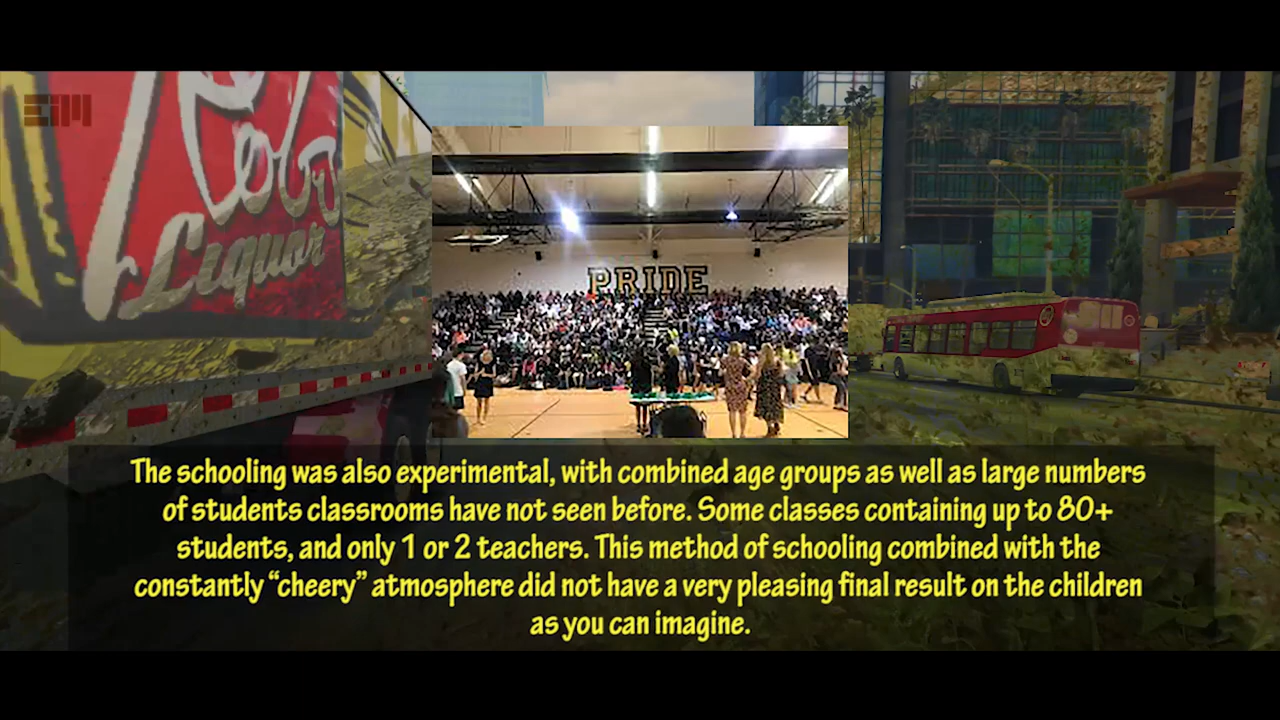 Rob's
Liquor
PRIDE
The schooling was also experimental, with combined age groups as well as large numbers
of students classrooms have not seen before. Some classes containing up to 80+
students, and only 1 or 2 teachers. This method of schooling combined with the
constantly “cheery” atmosphere did not have a very pleasing final result on the children
as you can imagine.